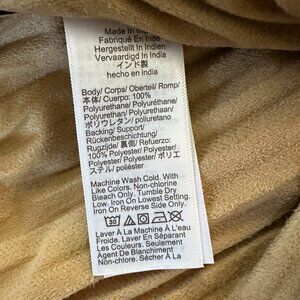 Made In India
Fabriqué En Inde
Hergestellt In Indien
Vervaardigd In India
インド製
hecho en india
Body/ Corps/ Oberteil/ Romp/
本体/ Cuerpo: 100%
Polyurethane/ Polyuréthane/
Polyurethan/ Polyurethaan/
ポリウレタン/ poliuretano
Backing/ Support/
Rückenbeschichtung/
Rugzijde/ 裏側/ Refuerzo:
100% Polyester/ Polyester/
Polyester/ Polyester/ ポリエ
ステル/ poliéster
Machine Wash Cold. With
Like Colors. Non-chlorine
Bleach Only. Tumble Dry
Low. Iron On Lowest Setting.
Iron On Reverse Side Only.
Laver À La Machine À L'eau
Froide. Laver En Séparant
Les Couleurs. Seulement
Agent De Blanchiment
Non-chloré. Sécher À La